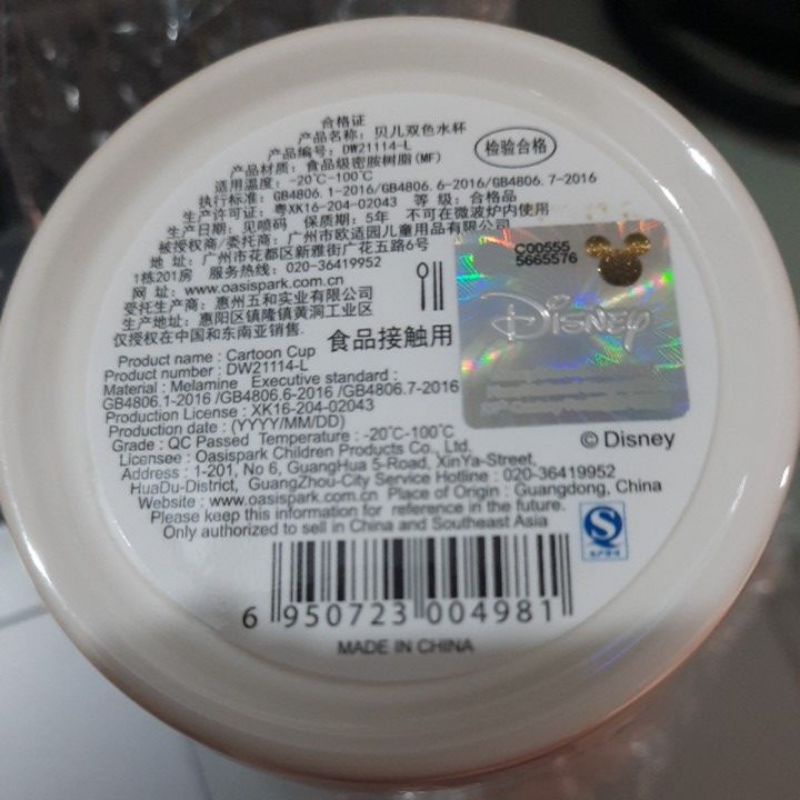 合格证
产品名称：贝儿双色水杯
产品编号：DW21114-L
检验合格
产品材质：食品级密胺树脂(MF)
适用温度：-20℃-100℃
执行标准：GB4806.1-2016/GB4806.6-2016/GB4806.7-2016
生产许可证：粤XK16-204-02043 等 级：合格品
生产日期：见喷码 保质期：5年 不可在微波炉内使用
被授权商/委托商：广州市欧适园儿童用品有限公司
地 址：广州市花都区新雅街广花五路6号
1栋201房 服务热线：020-36419952
网 址：www.oasispark.com.cn
受托生产商：惠州五和实业有限公司
生产地址：惠阳区镇隆镇黄洞工业区
仅授权在中国和东南亚销售.
食品接触用
C00555
5665576
Disney
© Disney
Product name : Cartoon Cup
Product number : DW21114-L
Material : Melamine Executive standard :
GB4806.1-2016 /GB4806.6-2016 /GB4806.7-2016
Production License : XK16-204-02043
Production date : (YYYY/MM/DD)
Grade : QC Passed Temperature : -20℃-100℃
Licensee : Oasispark Children Products Co., Ltd.
Address : 1-201, No 6, GuangHua 5-Road, XinYa-Street,
HuaDu-District, GuangZhou-City Service Hotline : 020-36419952
Website : www.oasispark.com.cn Place of Origin : Guangdong, China
Please keep this information for reference in the future.
Only authorized to sell in China and Southeast Asia
6 950723 004981
MADE IN CHINA